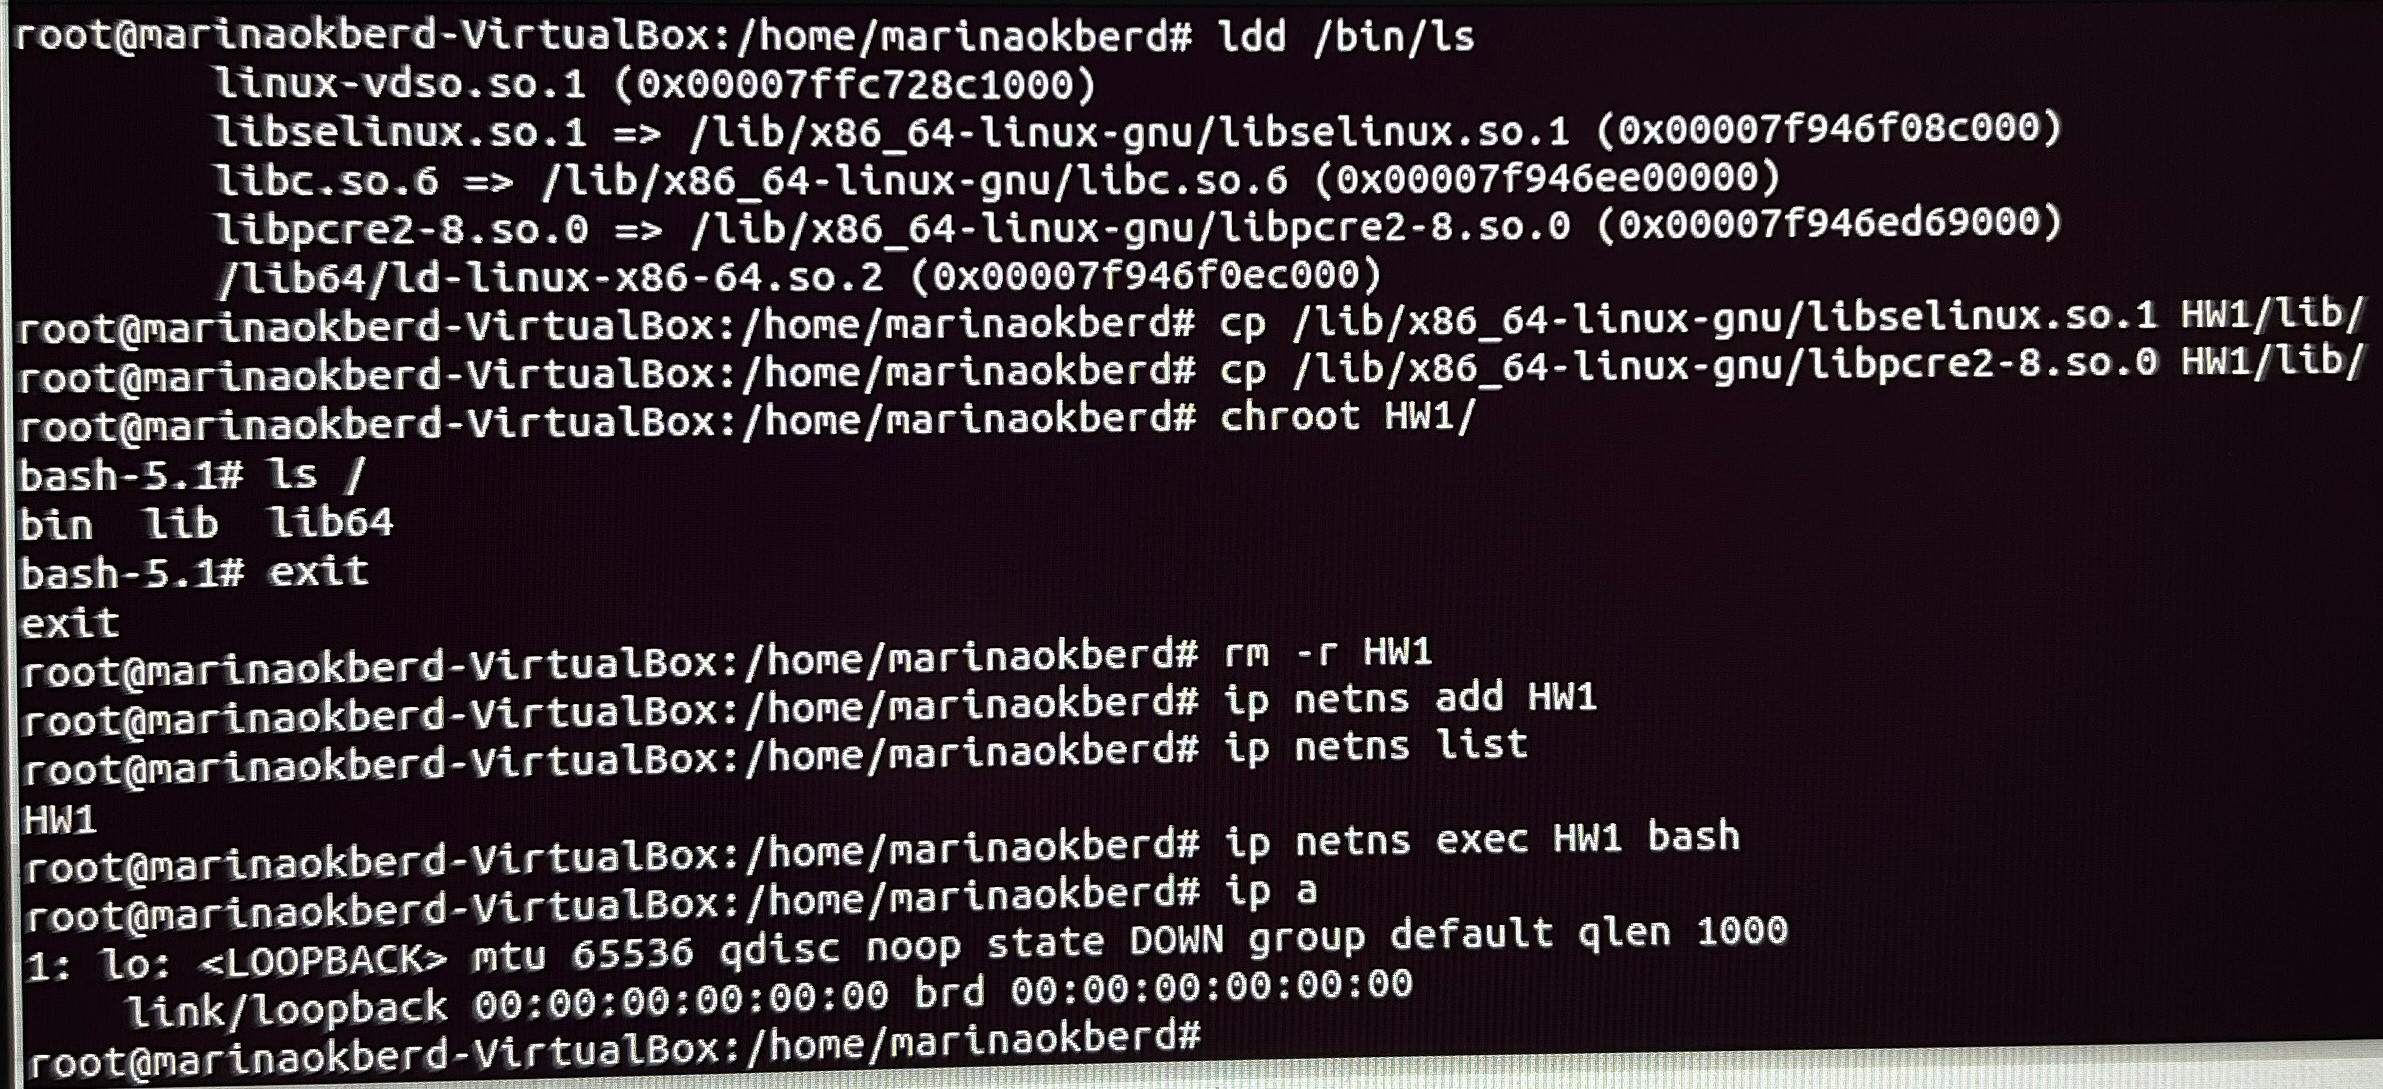 root@marinaokberd-VirtualBox:/home/marinaokberd# ldd /bin/ls
linux-vdso.so.1 (0x00007ffc728c1000)
libselinux.so.1 => /lib/x86_64-linux-gnu/libselinux.so.1 (0x00007f946f08c000)
libc.so.6 => /lib/x86_64-linux-gnu/libc.so.6 (0x00007f946ee00000)
libpcre2-8.so.0 => /lib/x86_64-linux-gnu/libpcre2-8.so.0 (0x00007f946ed69000)
/lib64/ld-linux-x86-64.so.2 (0x00007f946f0ec000)
root@marinaokberd-VirtualBox:/home/marinaokberd# cp /lib/x86_64-linux-gnu/libselinux.so.1 HW1/lib/
root@marinaokberd-VirtualBox:/home/marinaokberd# cp /lib/x86_64-linux-gnu/libpcre2-8.so.0 HW1/lib/
root@marinaokberd-VirtualBox:/home/marinaokberd# chroot HW1/
bash-5.1# ls /
bin  lib  lib64
bash-5.1# exit
exit
root@marinaokberd-VirtualBox:/home/marinaokberd# rm -r HW1
root@marinaokberd-VirtualBox:/home/marinaokberd# ip netns add HW1
root@marinaokberd-VirtualBox:/home/marinaokberd# ip netns list
HW1
root@marinaokberd-VirtualBox:/home/marinaokberd# ip netns exec HW1 bash
root@marinaokberd-VirtualBox:/home/marinaokberd# ip a
1: lo: <LOOPBACK> mtu 65536 qdisc noop state DOWN group default qlen 1000
link/loopback 00:00:00:00:00:00 brd 00:00:00:00:00:00
root@marinaokberd-VirtualBox:/home/marinaokberd#